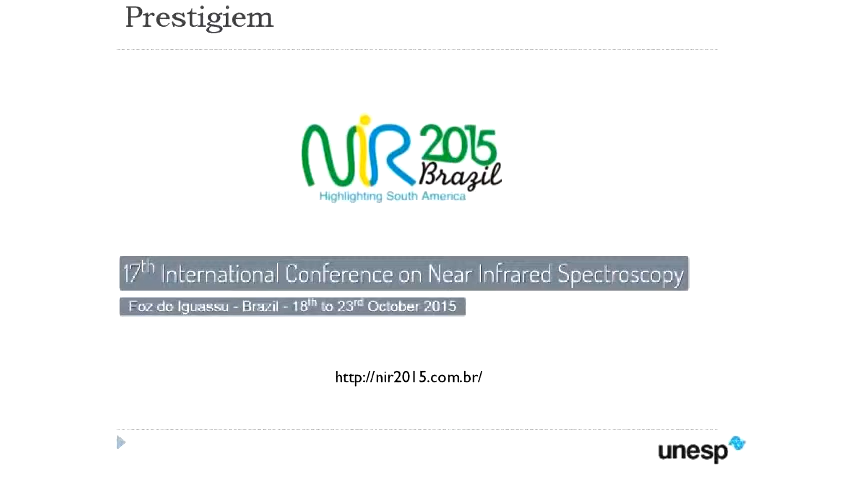 Prestigiem
NIR 2015
Brazil
Highlighting South America
17th International Conference on Near Infrared Spectroscopy
Foz do Iguassu - Brazil - 18th to 23rd October 2015
http://nir2015.com.br/
unesp